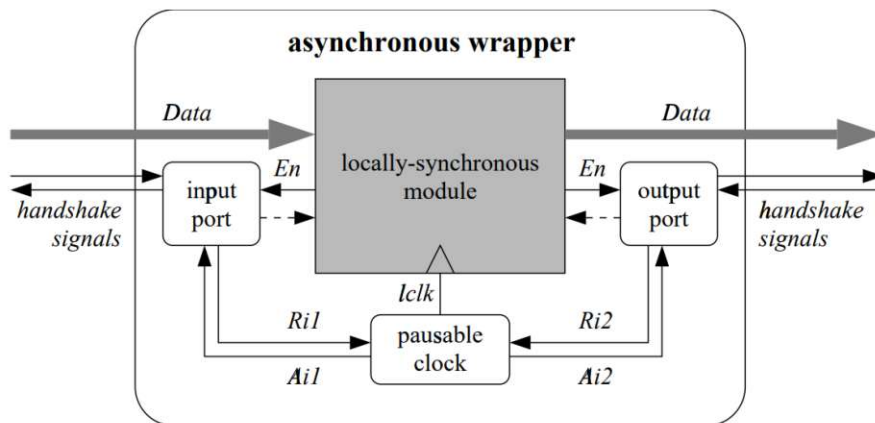 asynchronous wrapper
Data
Data
locally-synchronous
module
En
En
input
port
output
port
handshake
signals
handshake
signals
lclk
Ri1
Ri2
pausable
clock
Ai1
Ai2